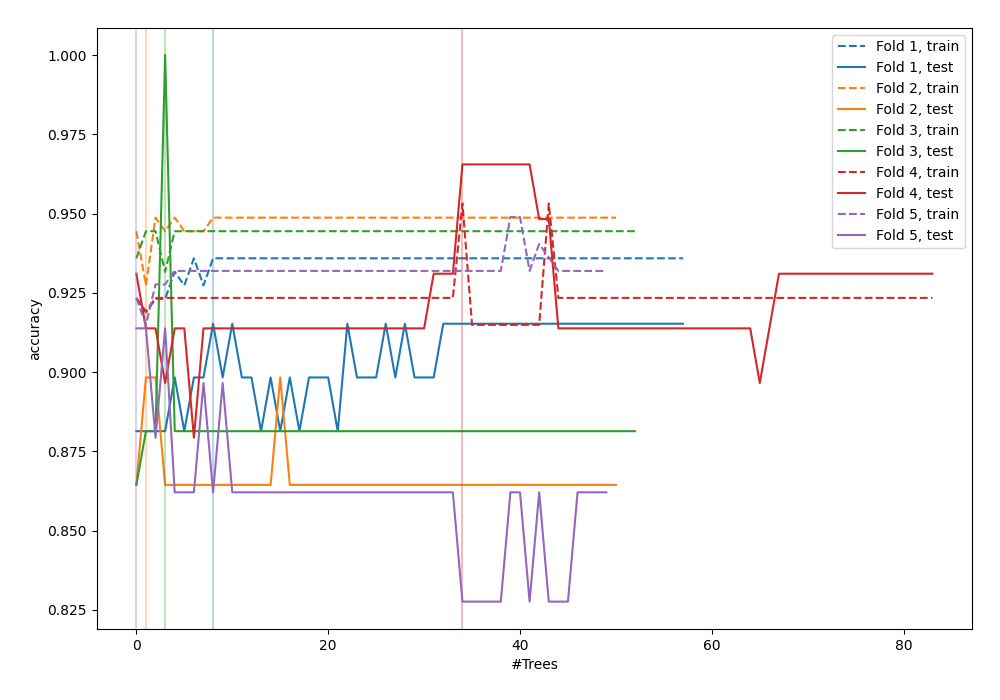 1.000
0.975
0.950
0.925
0.900
0.875
0.850
0.825
accuracy
0
20
40
60
80
#Trees
Fold 1, train
Fold 1, test
Fold 2, train
Fold 2, test
Fold 3, train
Fold 3, test
Fold 4, train
Fold 4, test
Fold 5, train
Fold 5, test